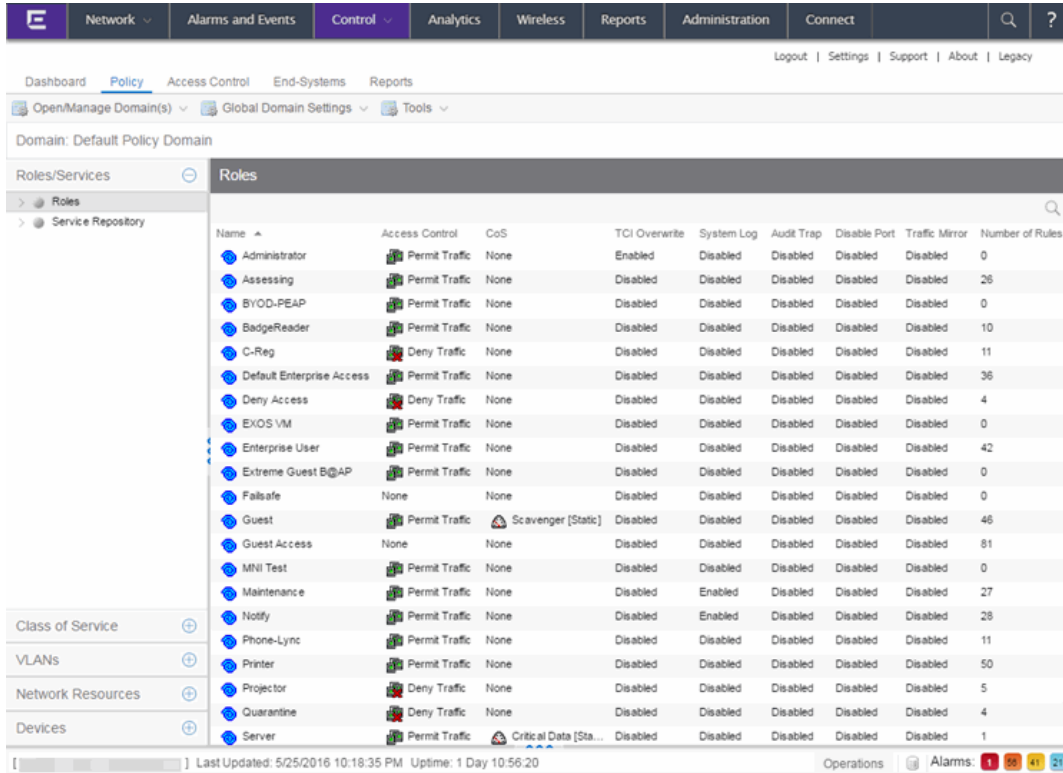 Network Alarms and Events Control Analytics Wireless Reports Administration Connect ?
Logout | Settings | Support | About | Legacy
Dashboard Policy Access Control End-Systems Reports
Open/Manage Domain(s) Global Domain Settings Tools
Domain: Default Policy Domain
Roles/Services
Roles
Service Repository
Class of Service
VLANs
Network Resources
Devices
Roles
Name Access Control CoS TCI Overwrite System Log Audit Trap Disable Port Traffic Mirror Number of Rules
Administrator Permit Traffic None Enabled Disabled Disabled Disabled Disabled 0
Assessing Permit Traffic None Disabled Disabled Disabled Disabled Disabled 26
BYOD-PEAP Permit Traffic None Disabled Disabled Disabled Disabled Disabled 0
BadgeReader Permit Traffic None Disabled Disabled Disabled Disabled Disabled 10
C-Reg Deny Traffic None Disabled Disabled Disabled Disabled Disabled 11
Default Enterprise Access Permit Traffic None Disabled Disabled Disabled Disabled Disabled 36
Deny Access Deny Traffic None Disabled Disabled Disabled Disabled Disabled 4
EXOS VM Permit Traffic None Disabled Disabled Disabled Disabled Disabled 0
Enterprise User Permit Traffic None Disabled Disabled Disabled Disabled Disabled 42
Extreme Guest B@AP Permit Traffic None Disabled Disabled Disabled Disabled Disabled 0
Failsafe None None Disabled Disabled Disabled Disabled Disabled 0
Guest Permit Traffic Scavenger [Static] Disabled Disabled Disabled Disabled Disabled 46
Guest Access None None Disabled Disabled Disabled Disabled Disabled 81
MNI Test Permit Traffic None Disabled Disabled Disabled Disabled Disabled 0
Maintenance Permit Traffic None Disabled Enabled Disabled Disabled Disabled 27
Notify Permit Traffic None Disabled Enabled Disabled Disabled Disabled 28
Phone-Lync Permit Traffic None Disabled Disabled Disabled Disabled Disabled 11
Printer Permit Traffic None Disabled Disabled Disabled Disabled Disabled 50
Projector Deny Traffic None Disabled Disabled Disabled Disabled Disabled 5
Quarantine Deny Traffic None Disabled Disabled Disabled Disabled Disabled 4
Server Permit Traffic Critical Data [Sta... Disabled Disabled Disabled Disabled Disabled 1
[ ] Last Updated: 5/25/2016 10:18:35 PM Uptime: 1 Day 10:56:20 Operations Alarms: 1 41